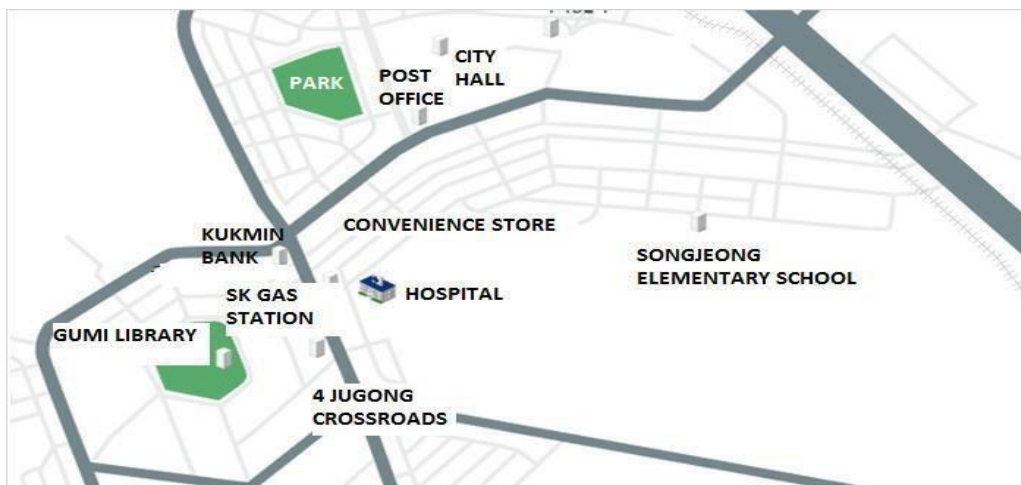 CITY
HALL
PARK
POST
OFFICE
CONVENIENCE STORE
KUKMIN
BANK
SONGJEONG
ELEMENTARY SCHOOL
SK GAS
STATION
HOSPITAL
GUMI LIBRARY
4 JUGONG
CROSSROADS